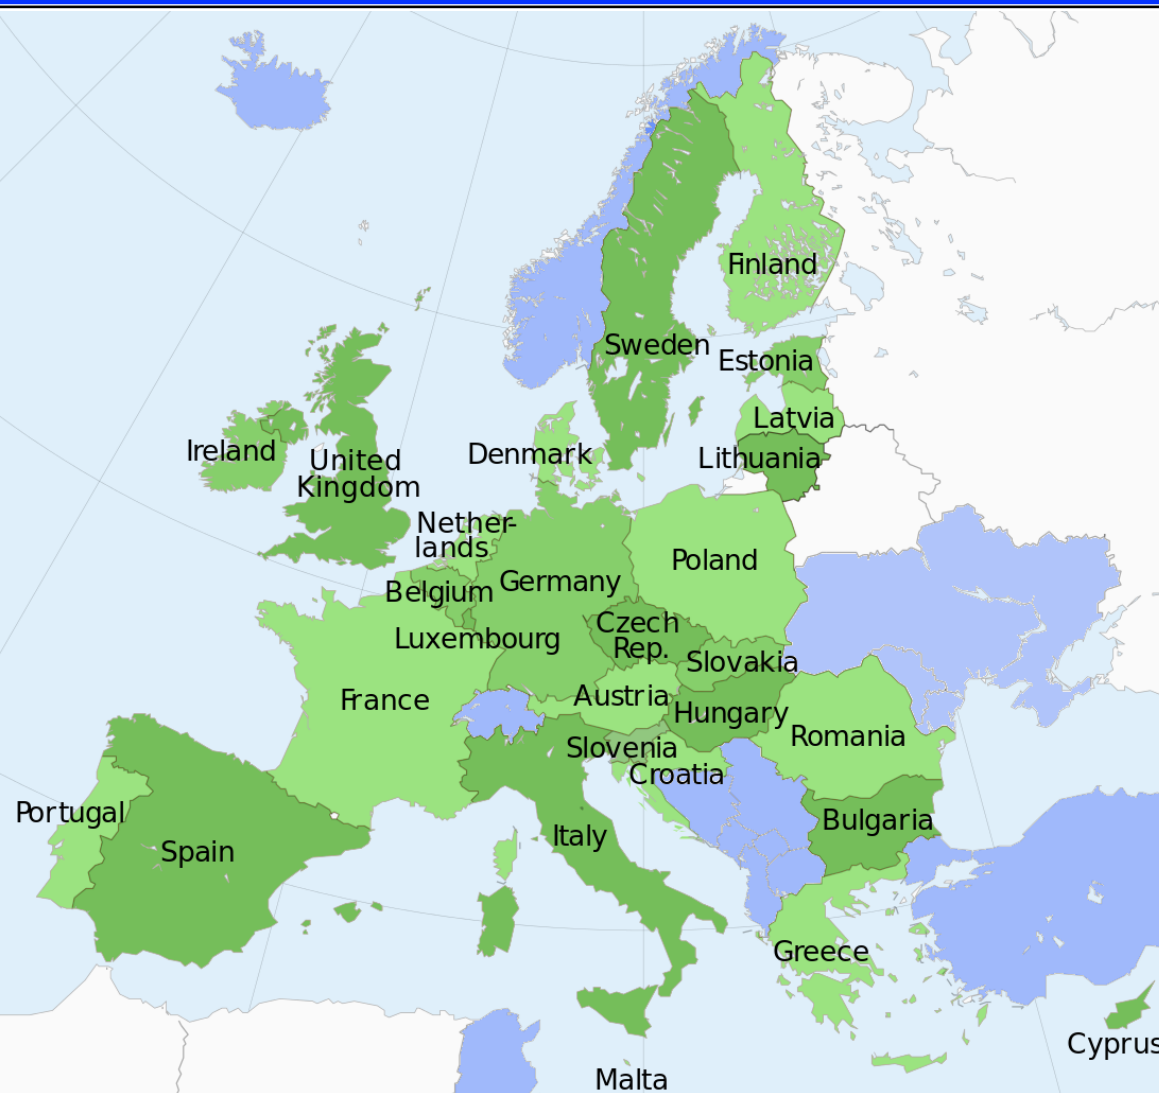 Finland
Sweden
Estonia
Latvia
Lithuania
Denmark
Ireland
United
Kingdom
Nether-
lands
Belgium
Germany
Poland
Luxembourg
Czech
Rep.
Slovakia
France
Austria
Hungary
Romania
Slovenia
Croatia
Portugal
Spain
Italy
Bulgaria
Greece
Cyprus
Malta